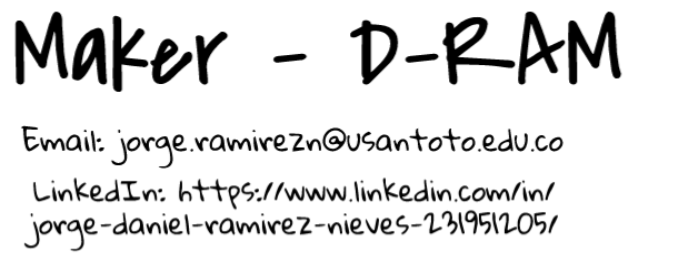 Maker - D-RAM
Email: jorge.ramirezn@usantoto.edu.co
LinkedIn: https://www.linkedin.com/in/
jorge-daniel-ramirez-nieves-231951205/